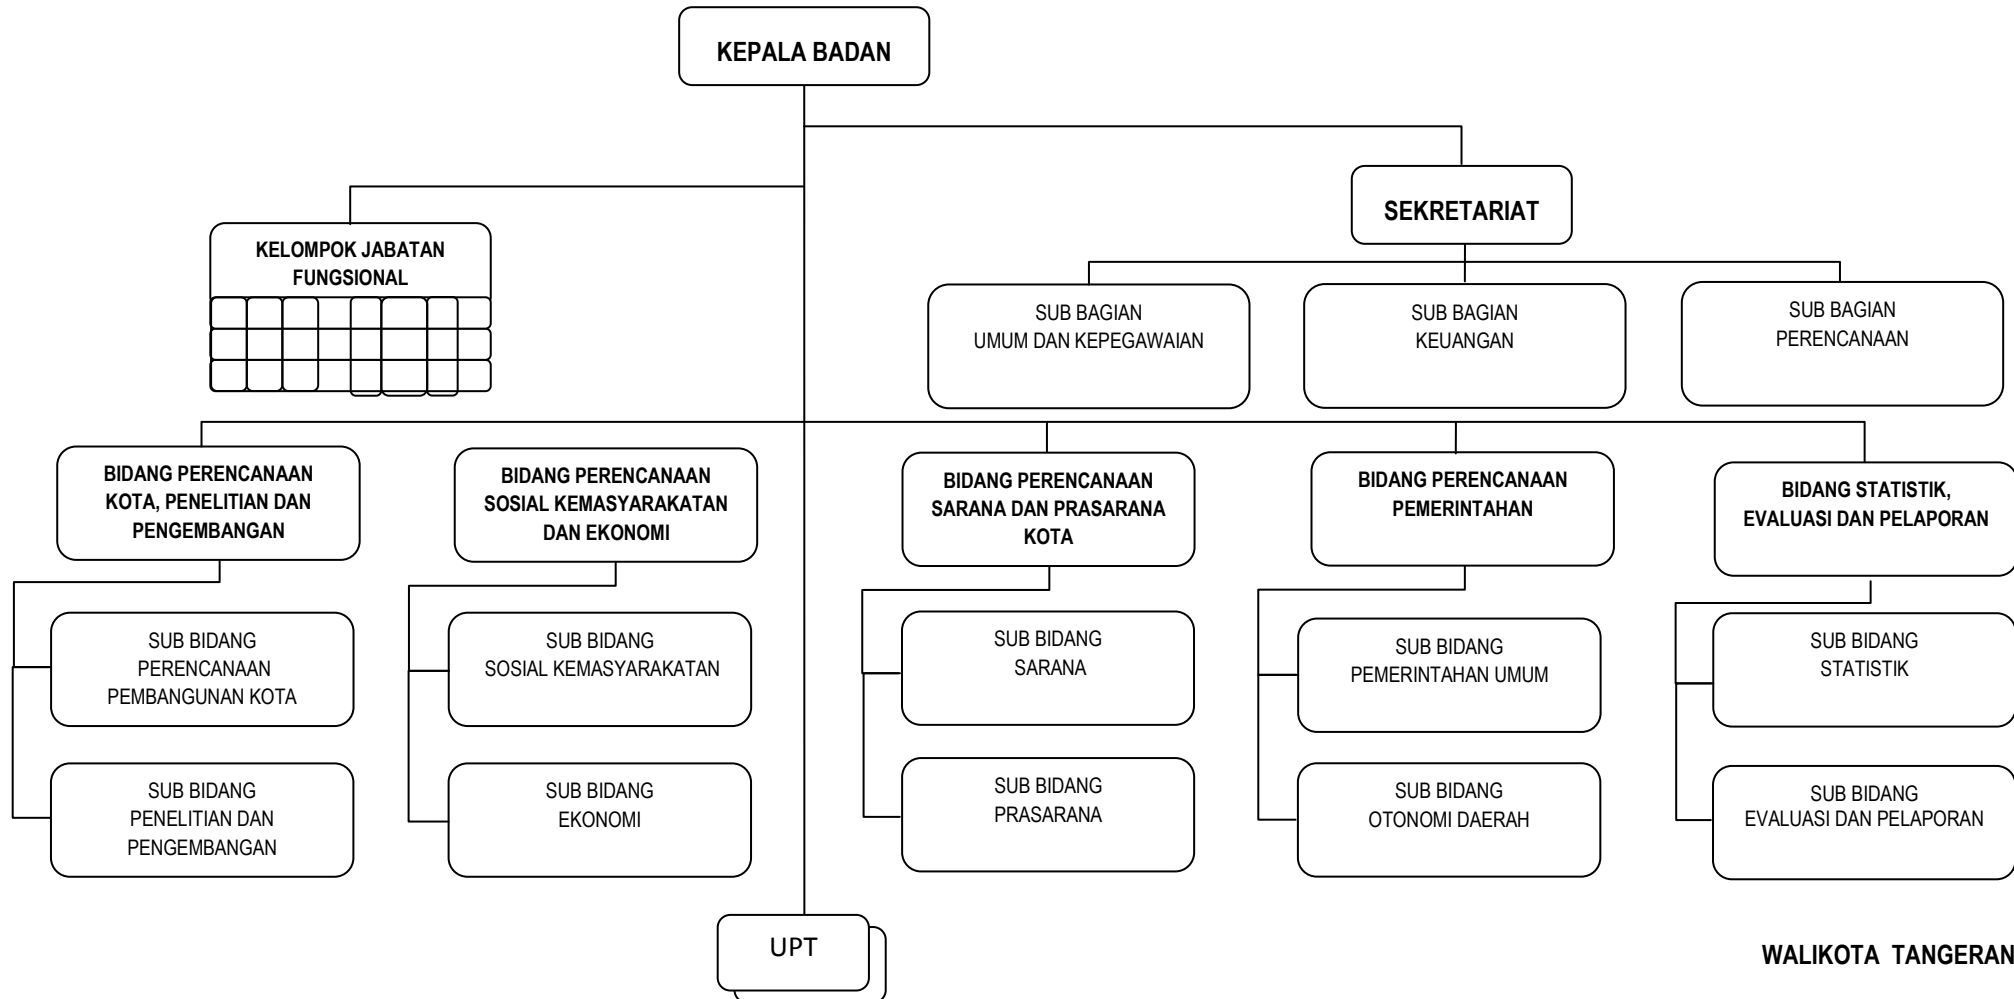 KEPALA BADAN
SEKRETARIAT
KELOMPOK JABATAN
FUNGSIONAL
SUB BAGIAN
UMUM DAN KEPEGAWAIAN
SUB BAGIAN
KEUANGAN
SUB BAGIAN
PERENCANAAN
BIDANG PERENCANAAN
KOTA, PENELITIAN DAN
PENGEMBANGAN
BIDANG PERENCANAAN
SOSIAL KEMASYARAKATAN
DAN EKONOMI
BIDANG PERENCANAAN
SARANA DAN PRASARANA
KOTA
BIDANG PERENCANAAN
PEMERINTAHAN
BIDANG STATISTIK,
EVALUASI DAN PELAPORAN
SUB BIDANG
PERENCANAAN
PEMBANGUNAN KOTA
SUB BIDANG
SOSIAL KEMASYARAKATAN
SUB BIDANG
SARANA
SUB BIDANG
PEMERINTAHAN UMUM
SUB BIDANG
STATISTIK
SUB BIDANG
PENELITIAN DAN
PENGEMBANGAN
SUB BIDANG
EKONOMI
SUB BIDANG
PRASARANA
SUB BIDANG
OTONOMI DAERAH
SUB BIDANG
EVALUASI DAN PELAPORAN
UPT
WALIKOTA TANGERAN